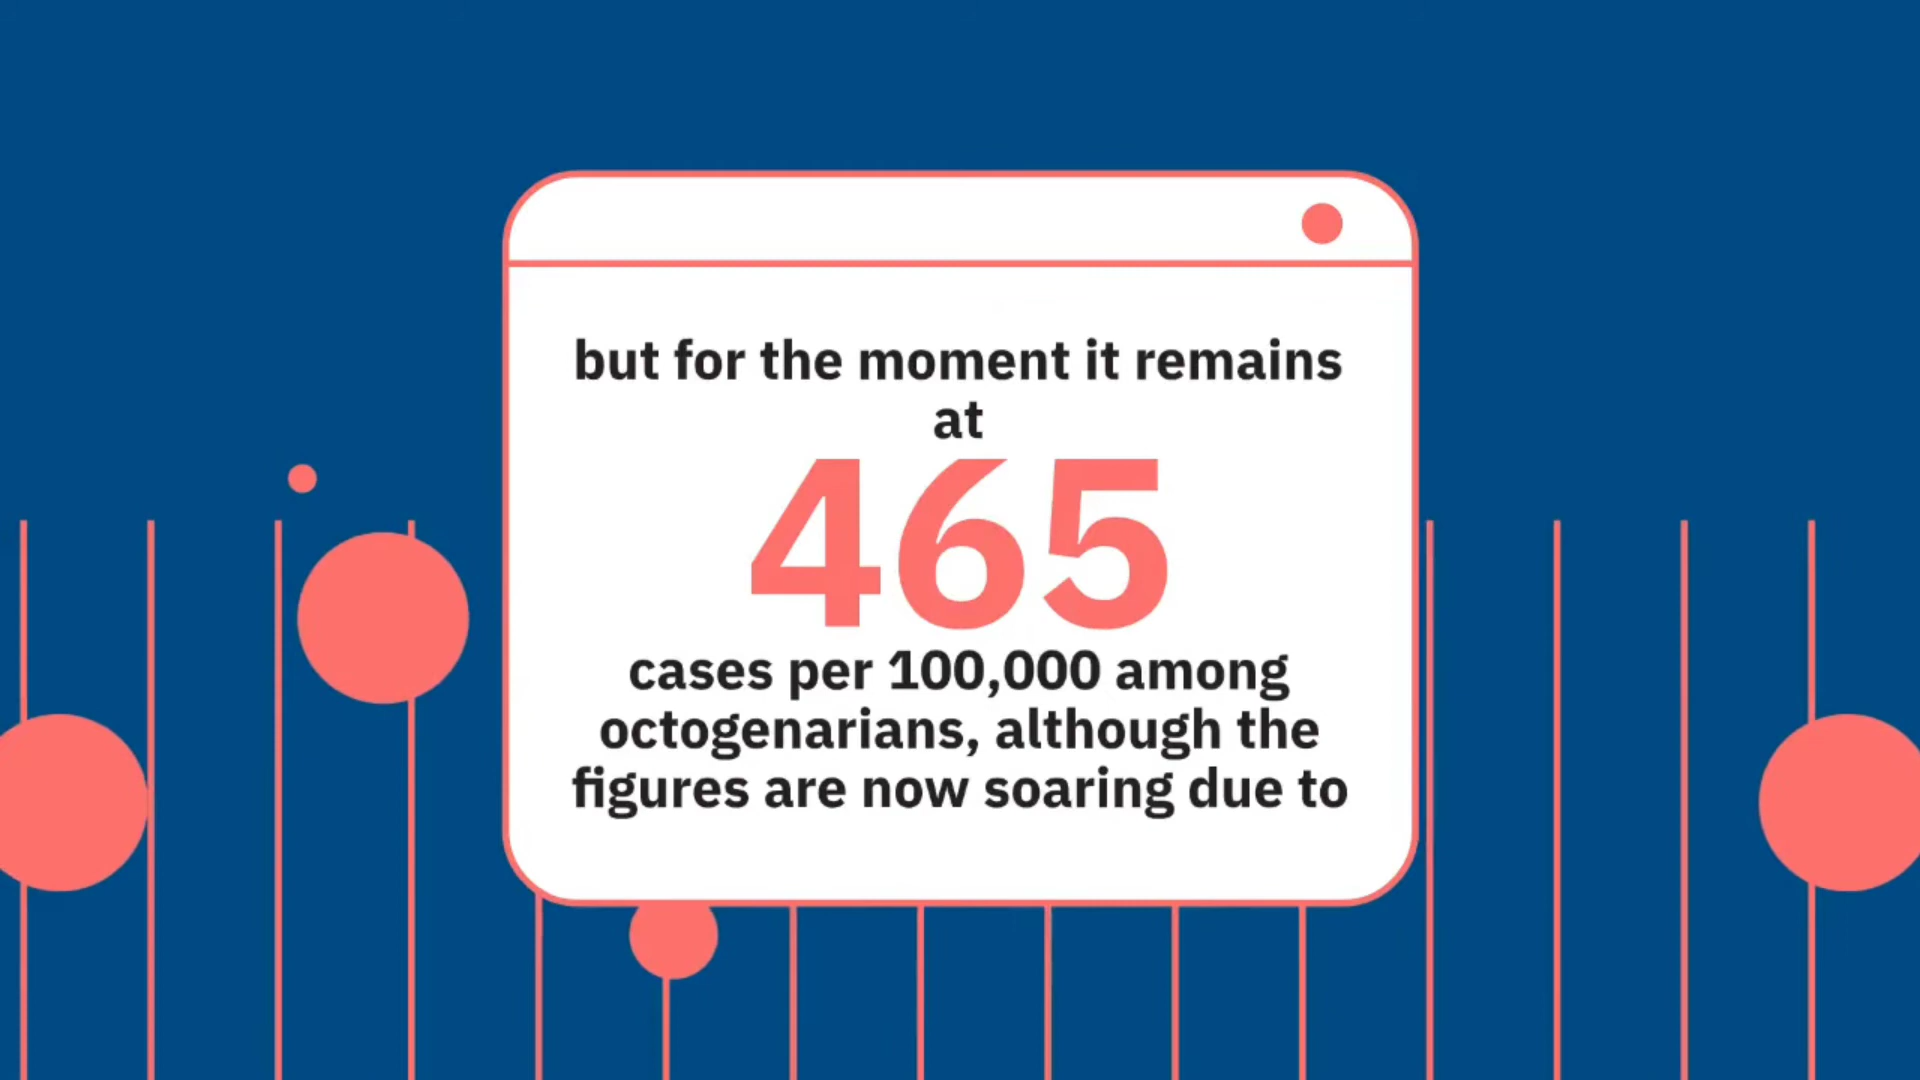 but for the moment it remains
at
465
cases per 100,000 among
octogenarians, although the
figures are now soaring due to